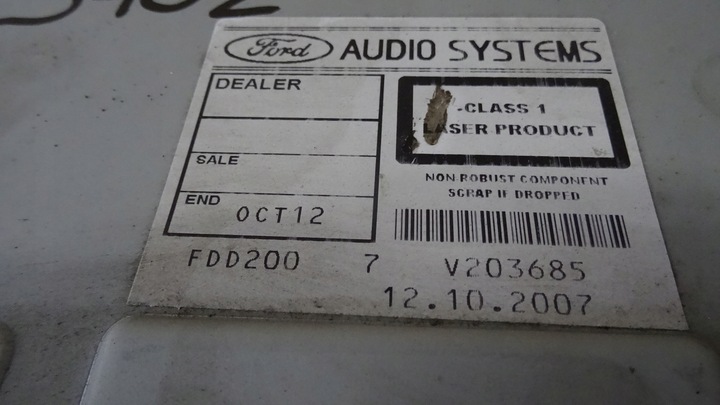 Ford AUDIO SYSTEMS
DEALER
SALE
END OCT12
CLASS 1
LASER PRODUCT
NON-ROBUST COMPONENT
SCRAP IF DROPPED
FDD200 7 V203685
12.10.2007